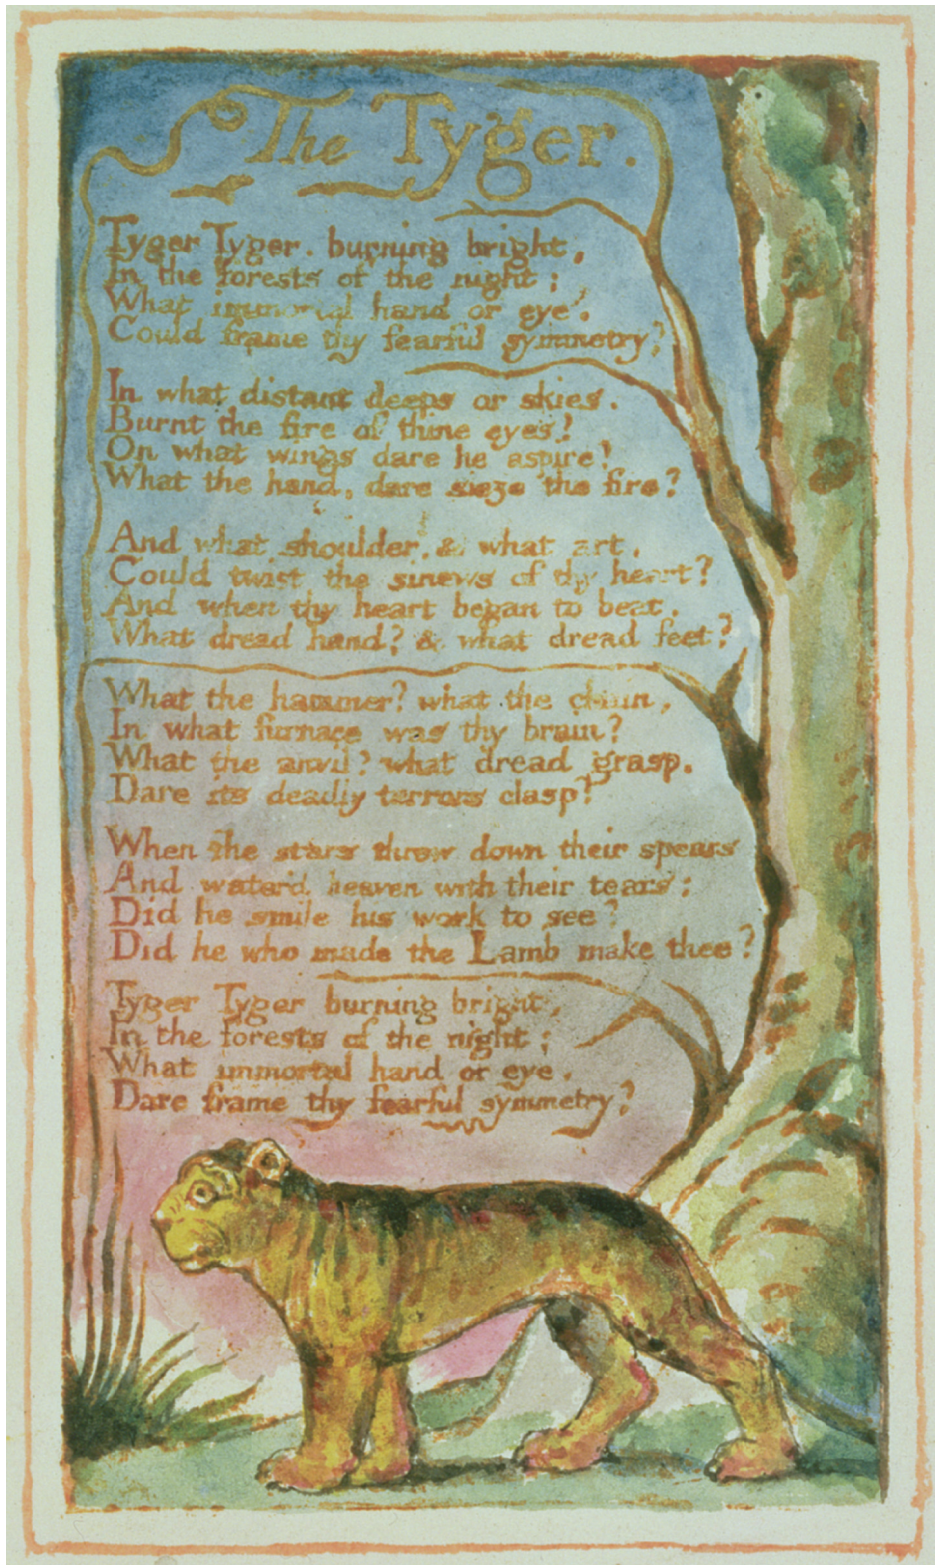 The Tyger.
Tyger Tyger. burning bright,
In the forests of the night;
What immortal hand or eye.
Could frame thy fearful symmetry?
In what distant deeps or skies.
Burnt the fire of thine eyes!
On what wings dare he aspire!
What the hand, dare sieze the fire?
And what shoulder, & what art,
Could twist the sinews of thy heart?
And when thy heart began to beat,
What dread hand? & what dread feet?
What the hammer? what the chain,
In what furnace was thy brain?
What the anvil? what dread grasp.
Dare its deadly terrors clasp?
When the stars threw down their spears
And water'd heaven with their tears:
Did he smile his work to see?
Did he who made the Lamb make thee?
Tyger Tyger burning bright,
In the forests of the night;
What immortal hand or eye,
Dare frame thy fearful symmetry?